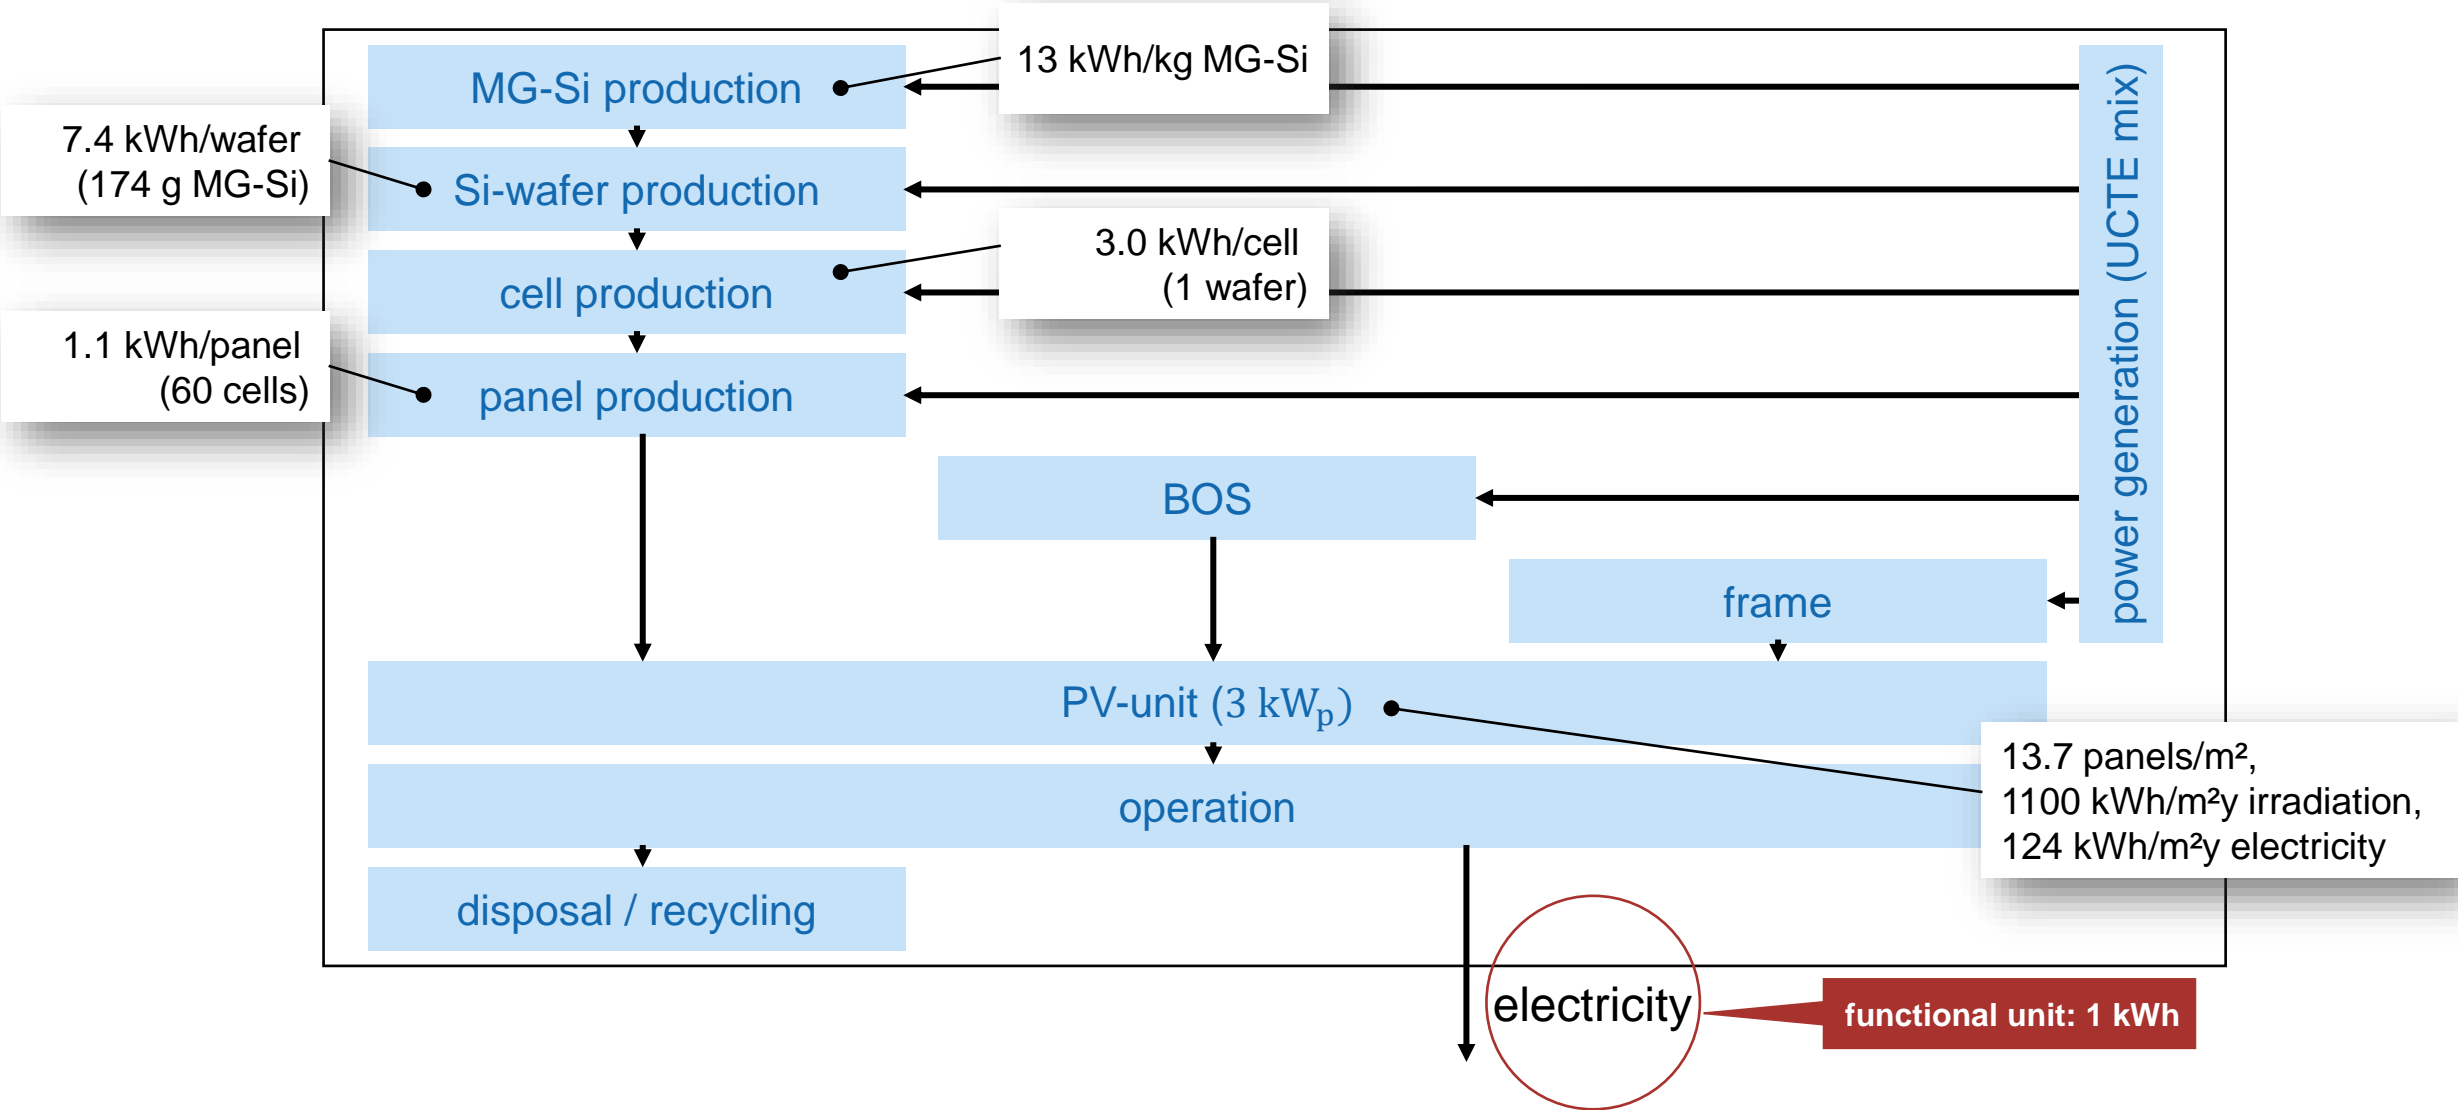 MG-Si production
13 kWh/kg MG-Si
7.4 kWh/wafer
(174 g MG-Si)
Si-wafer production
3.0 kWh/cell
(1 wafer)
cell production
1.1 kWh/panel
(60 cells)
panel production
power generation (UCTE mix)
BOS
frame
PV-unit (3 kWₚ)
13.7 panels/m²,
1100 kWh/m²y irradiation,
124 kWh/m²y electricity
operation
disposal / recycling
electricity
functional unit: 1 kWh